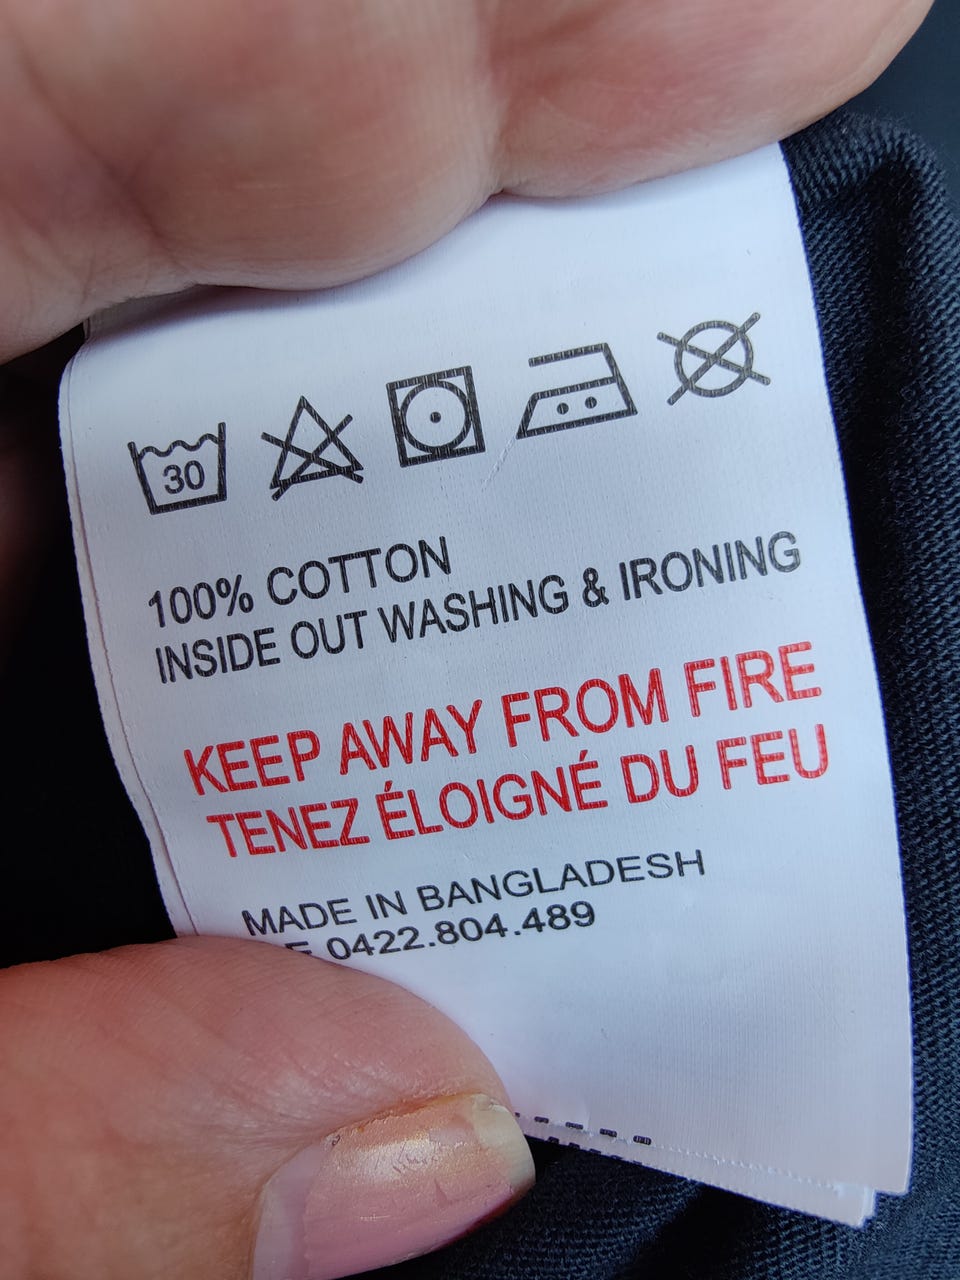 30
100% COTTON
INSIDE OUT WASHING & IRONING
KEEP AWAY FROM FIRE
TENEZ ÉLOIGNÉ DU FEU
MADE IN BANGLADESH
0422.804.489